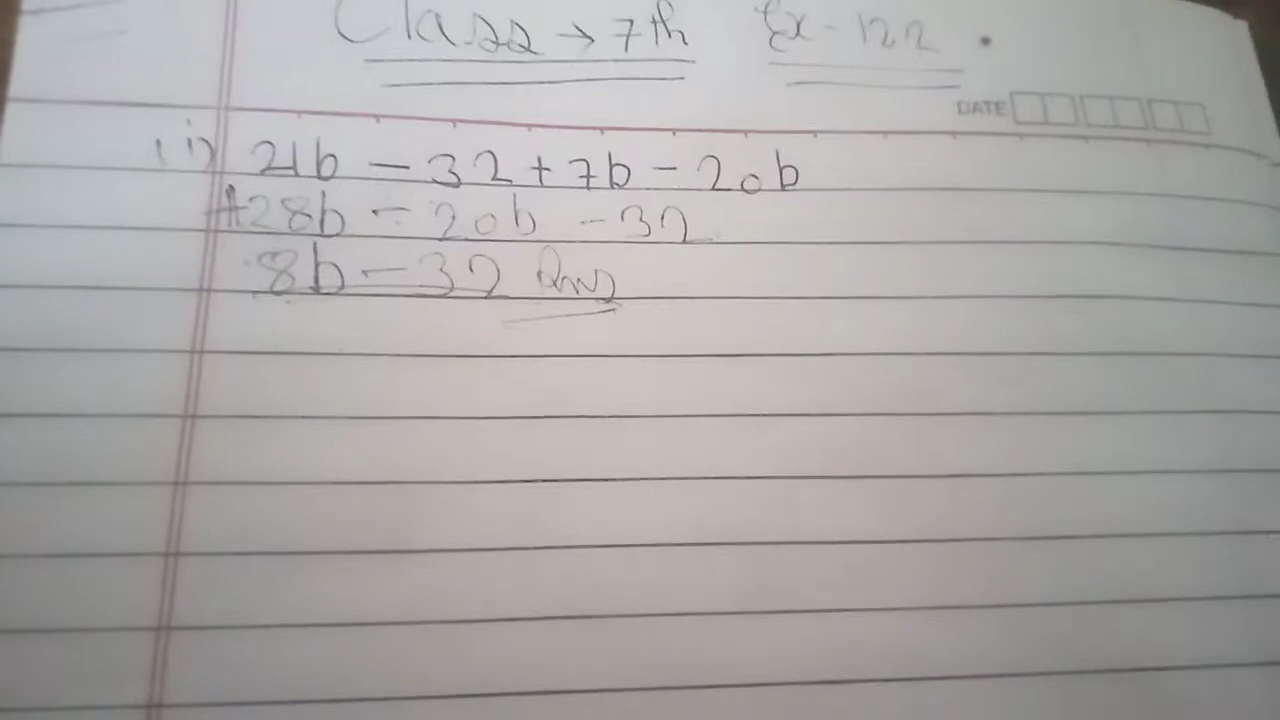 Class → 7th Ex - 12.2
DATE
(i) 21b - 32 + 7b - 20b
+28b - 20b - 32
8b - 32 Ans